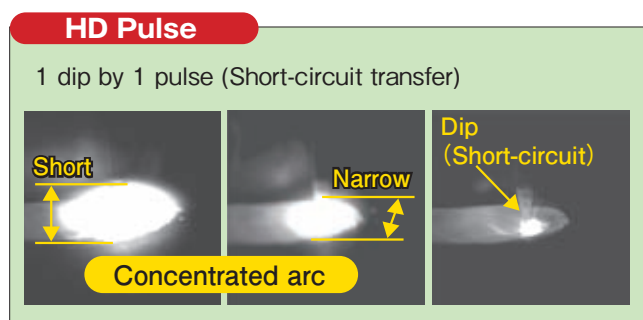 HD Pulse
1 dip by 1 pulse (Short-circuit transfer)
Short
Narrow
Dip
(Short-circuit)
Concentrated arc